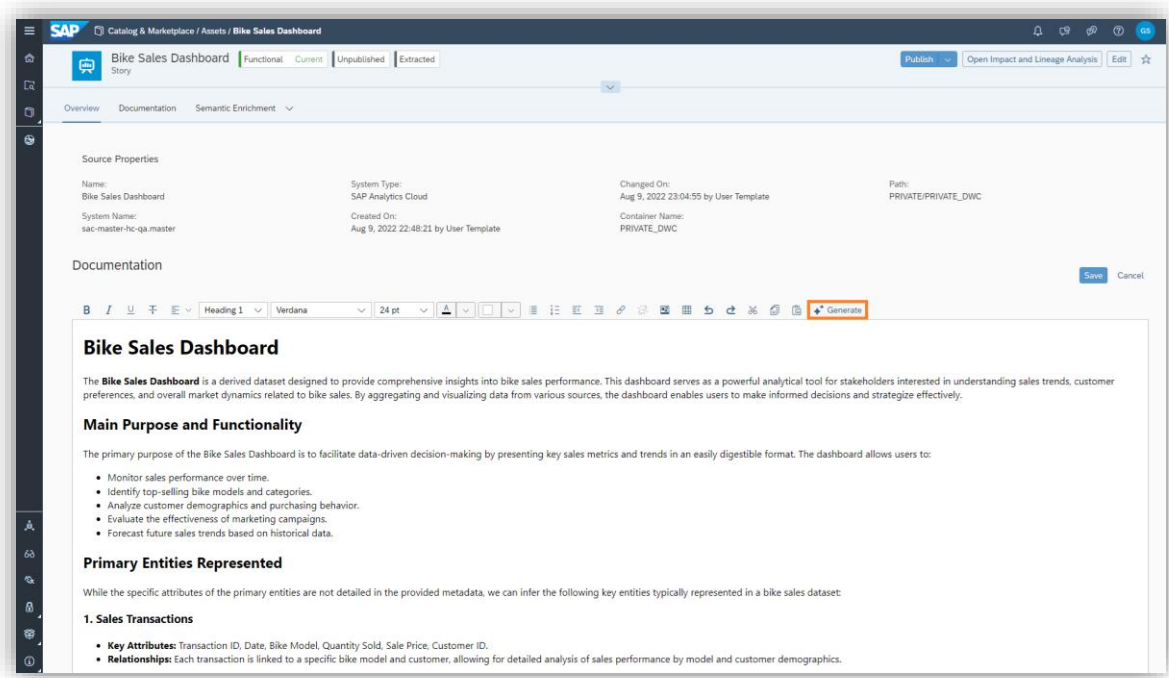 SAP Catalog & Marketplace / Assets / Bike Sales Dashboard GS
Bike Sales Dashboard Functional Current Unpublished Extracted Publish Open Impact and Lineage Analysis Edit
Story
Overview Documentation Semantic Enrichment
Source Properties
Name: System Type: Changed On: Path:
Bike Sales Dashboard SAP Analytics Cloud Aug 9, 2022 23:04:55 by User Template PRIVATE/PRIVATE_DWC
System Name: Created On: Container Name:
sac-master-hc-qa.master Aug 9, 2022 22:48:21 by User Template PRIVATE_DWC
Documentation
Save Cancel
B I U T E Heading 1 Verdana 24 pt A Generate
Bike Sales Dashboard
The Bike Sales Dashboard is a derived dataset designed to provide comprehensive insights into bike sales performance. This dashboard serves as a powerful analytical tool for stakeholders interested in understanding sales trends, customer
preferences, and overall market dynamics related to bike sales. By aggregating and visualizing data from various sources, the dashboard enables users to make informed decisions and strategize effectively.
Main Purpose and Functionality
The primary purpose of the Bike Sales Dashboard is to facilitate data-driven decision-making by presenting key sales metrics and trends in an easily digestible format. The dashboard allows users to:
• Monitor sales performance over time.
• Identify top-selling bike models and categories.
• Analyze customer demographics and purchasing behavior.
• Evaluate the effectiveness of marketing campaigns.
• Forecast future sales trends based on historical data.
Primary Entities Represented
While the specific attributes of the primary entities are not detailed in the provided metadata, we can infer the following key entities typically represented in a bike sales dataset:
1. Sales Transactions
• Key Attributes: Transaction ID, Date, Bike Model, Quantity Sold, Sale Price, Customer ID.
• Relationships: Each transaction is linked to a specific bike model and customer, allowing for detailed analysis of sales performance by model and customer demographics.